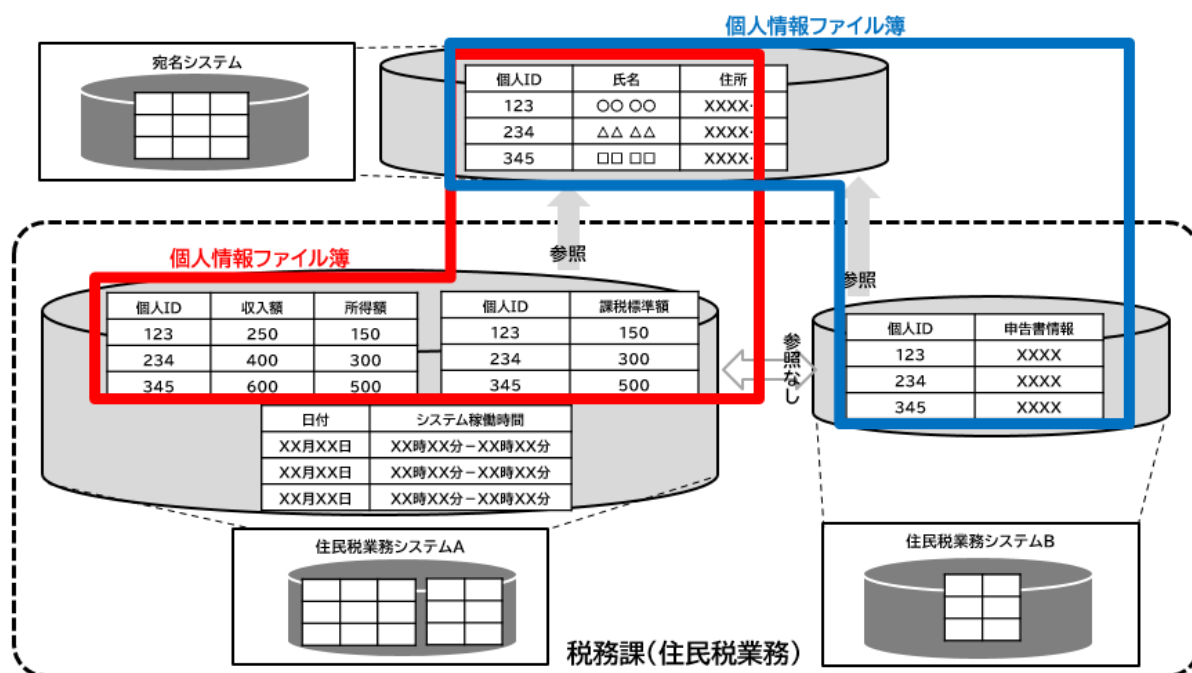 個人情報ファイル簿
宛名システム
個人ID 氏名 住所
123 〇〇 〇〇 XXXX‥
234 △△ △△ XXXX‥
345 □□ □□ XXXX‥
参照
参照
個人情報ファイル簿
個人ID 収入額 所得額
123 250 150
234 400 300
345 600 500
個人ID 課税標準額
123 150
234 300
345 500
参照なし
個人ID 申告書情報
123 XXXX
234 XXXX
345 XXXX
日付 システム稼働時間
XX月XX日 XX時XX分－XX時XX分
XX月XX日 XX時XX分－XX時XX分
XX月XX日 XX時XX分－XX時XX分
住民税業務システムA
住民税業務システムB
税務課(住民税業務)